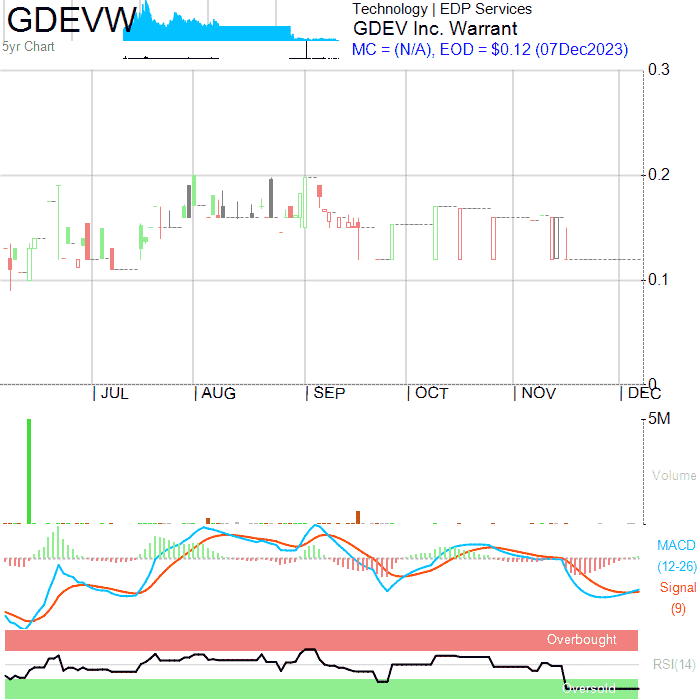 GDEVW
5yr Chart
Technology | EDP Services
GDEV Inc. Warrant
MC = (N/A), EOD = $0.12 (07Dec2023)
0.3
0.2
0.1
0
JUL AUG SEP OCT NOV DEC
5M
Volume
MACD
(12-26)
Signal
(9)
Overbought
RSI(14)
Oversold